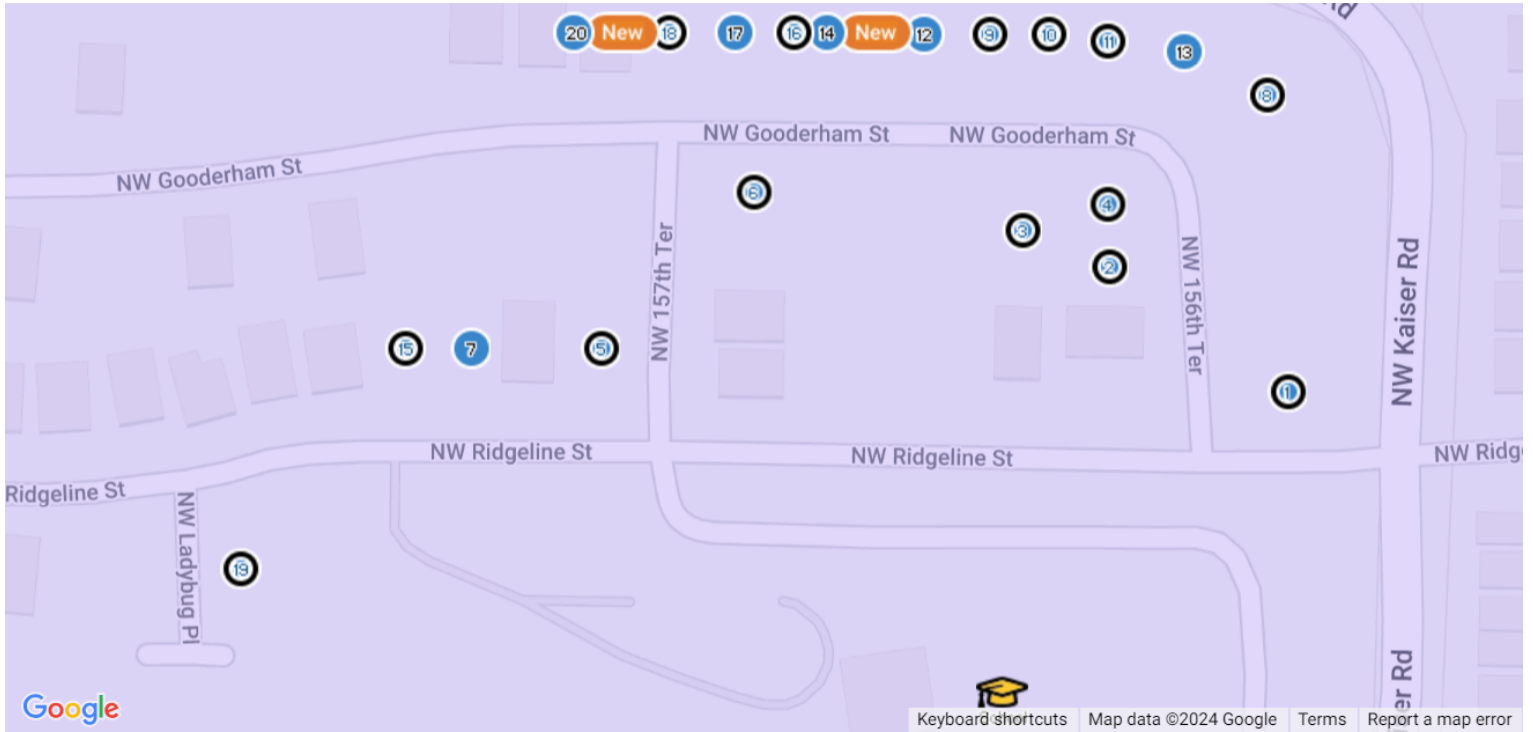 Rd
20 New 18 17 16 14 New 12 9 10 11 13
8
NW Gooderham St NW Gooderham St
NW Gooderham St
6
4
3
2
NW 157th Ter
NW 156th Ter
NW Kaiser Rd
15 7 5
1
NW Ridgeline St NW Ridgeline St NW Ridg
Ridgeline St
NW Ladybug Pl
19
er Rd
Google
Keyboard shortcuts Map data ©2024 Google Terms Report a map error